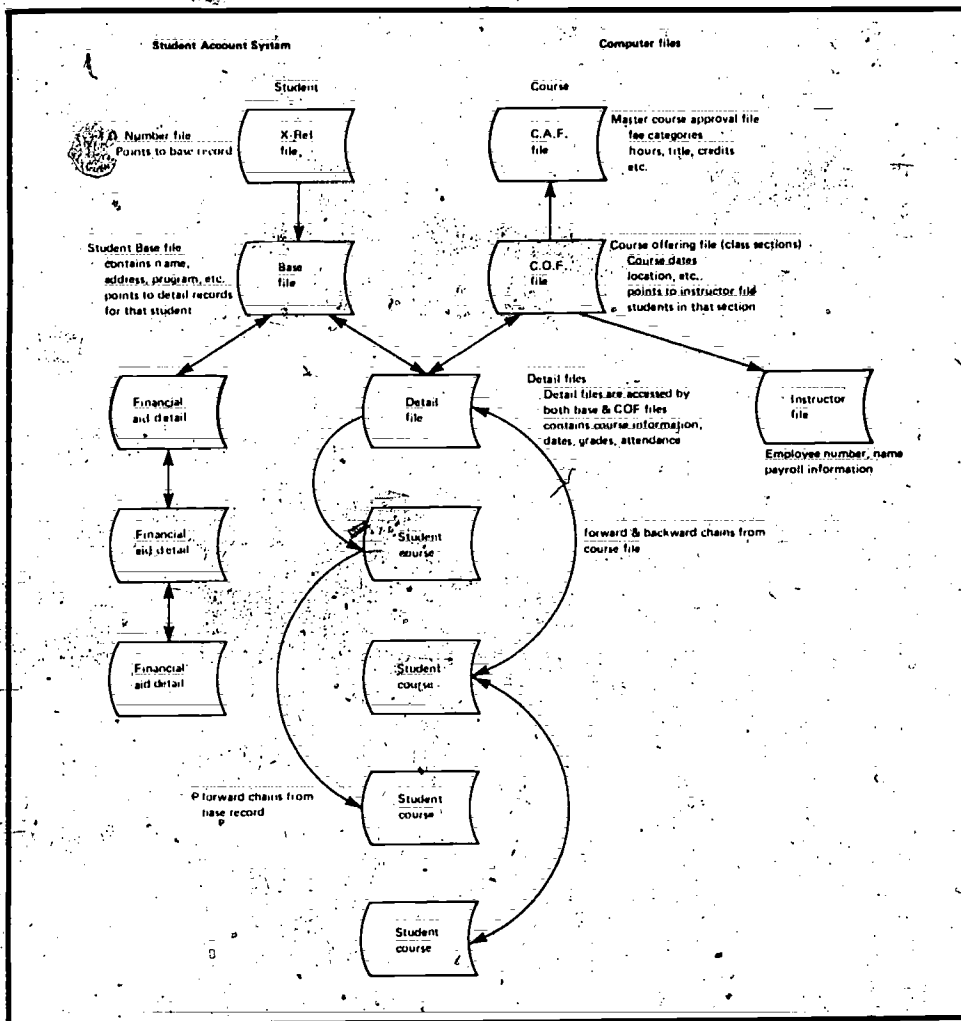 Student Account System
Computer files
Student
Course
Number file
Points to base record
X-Ref
file
C.A.F.
file
Master course approval file
fee categories
hours, title, credits
etc.
Student Base file
contains name,
address, program, etc.
points to detail records
for that student
Base
file
C.O.F.
file
Course offering file (class sections)
Course dates
location, etc.
points to instructor file
students in that section
Financial
aid detail
Detail
file
Detail files
Detail files are accessed by
both base & COF files
contains course information,
dates, grades, attendance
Instructor
file
Employee number, name
payroll information
Financial
aid detail
Student
course
forward & backward chains from
course file
Financial
aid detail
Student
course
forward chains from
base record
Student
course
Student
course